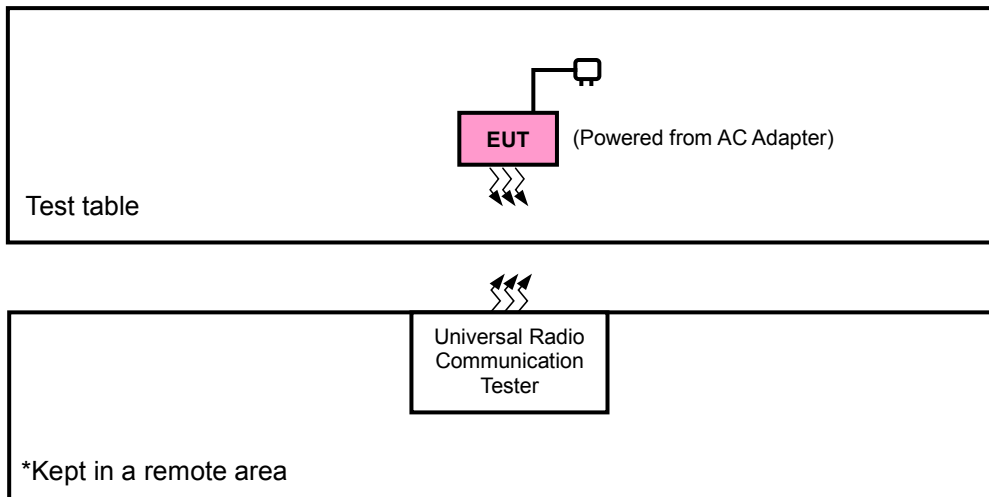 EUT
(Powered from AC Adapter)
Test table
Universal Radio
Communication
Tester
*Kept in a remote area